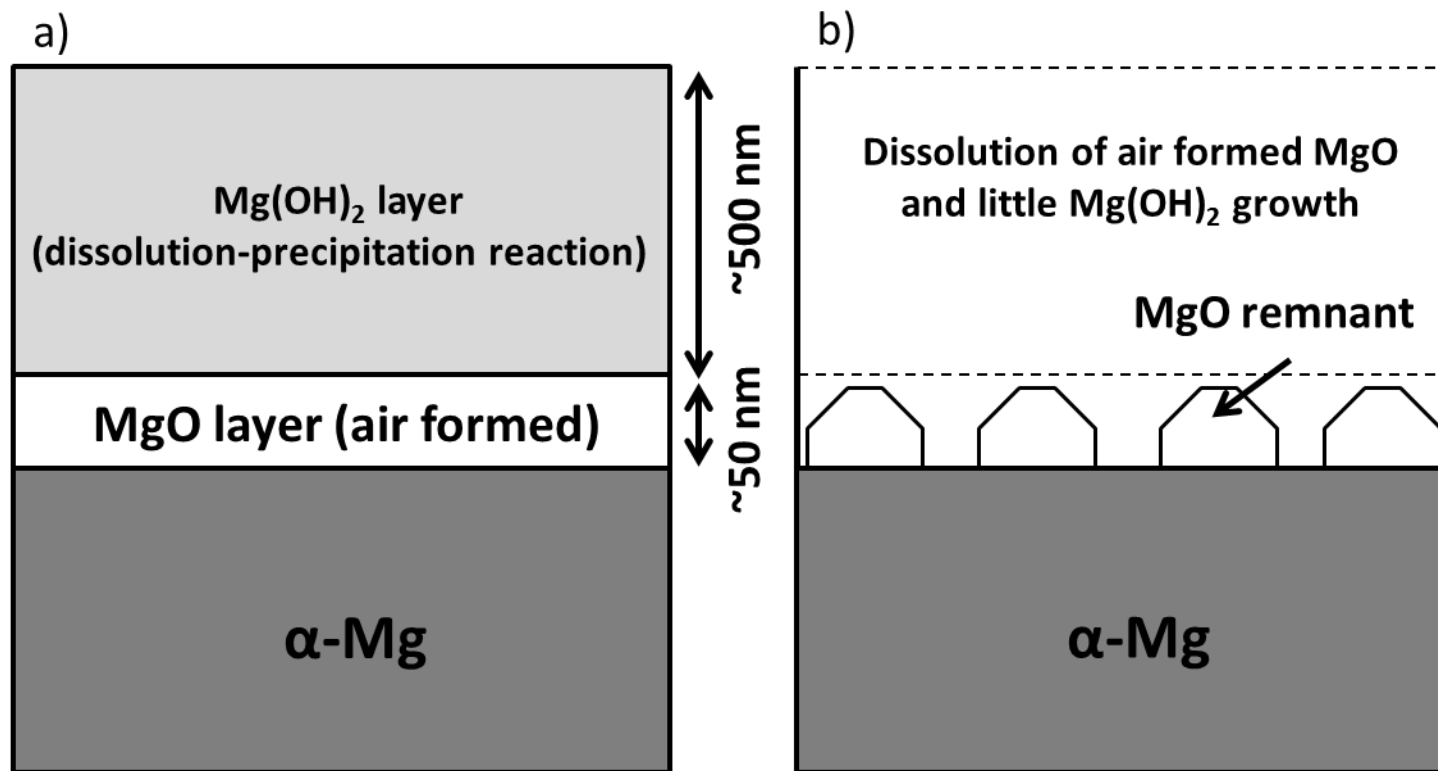 a)
Mg(OH)₂ layer
(dissolution-precipitation reaction)
MgO layer (air formed)
α-Mg
~500 nm
~50 nm
b)
Dissolution of air formed MgO
and little Mg(OH)₂ growth
MgO remnant
α-Mg